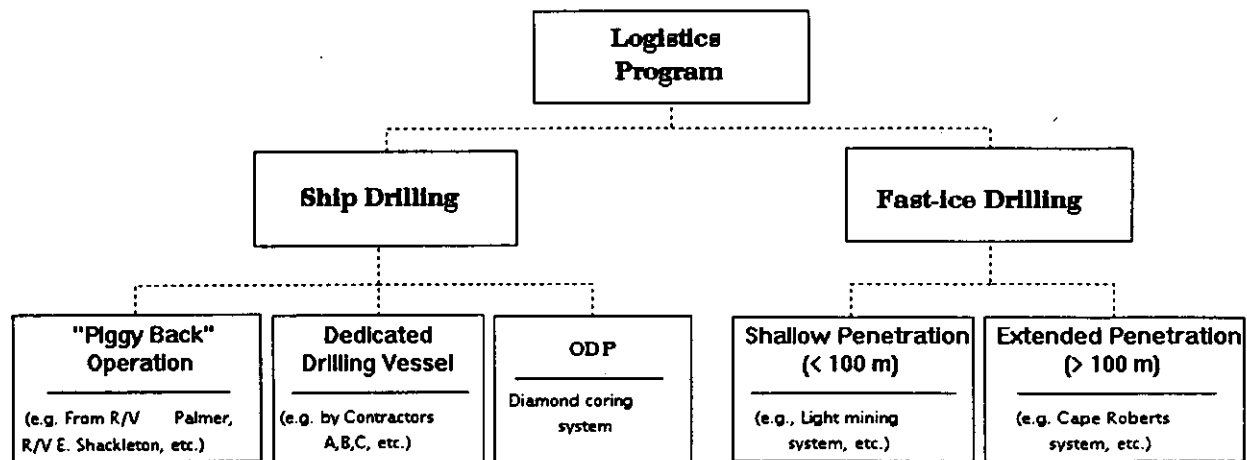 Logistics
Program
Ship Drilling
Fast-ice Drilling
"Piggy Back"
Operation
(e.g. From R/V Palmer,
R/V E. Shackleton, etc.)
Dedicated
Drilling Vessel
(e.g. by Contractors
A,B,C, etc.)
ODP
Diamond coring
system
Shallow Penetration
(< 100 m)
(e.g., Light mining
system, etc.)
Extended Penetration
(> 100 m)
(e.g. Cape Roberts
system, etc.)